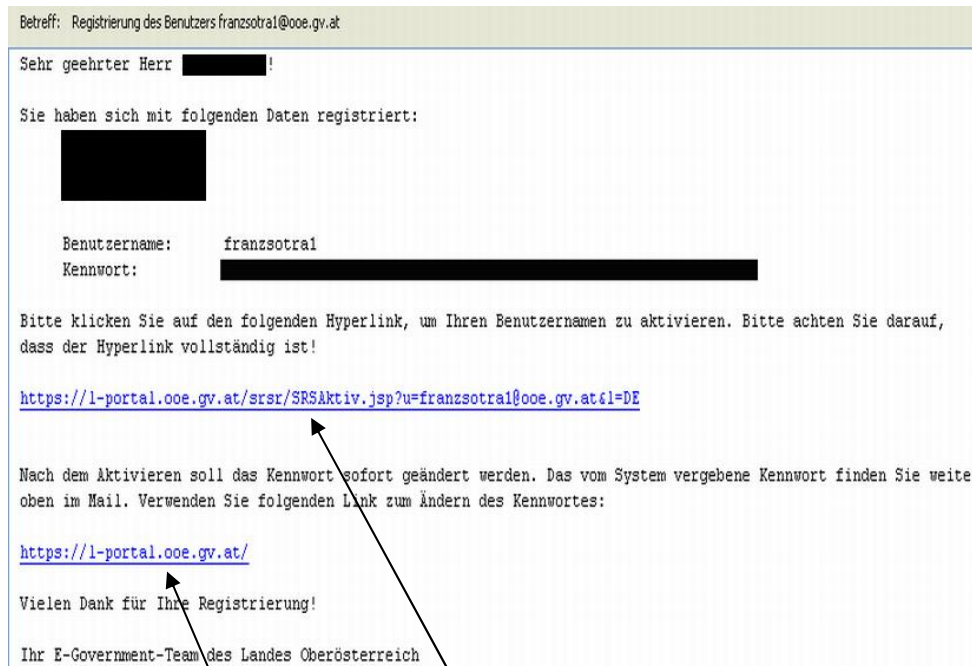 Betreff: Registrierung des Benutzers franzsotra1@ooe.gv.at
Sehr geehrter Herr !
Sie haben sich mit folgenden Daten registriert:
Benutzername: franzsotra1
Kennwort:
Bitte klicken Sie auf den folgenden Hyperlink, um Ihren Benutzernamen zu aktivieren. Bitte achten Sie darauf,
dass der Hyperlink vollständig ist!
https://l-portal.ooe.gv.at/srsr/SRSAktiv.jsp?u=franzsotra1@ooe.gv.at&l=DE
Nach dem Aktivieren soll das Kennwort sofort geändert werden. Das vom System vergebene Kennwort finden Sie weite
oben im Mail. Verwenden Sie folgenden Link zum Ändern des Kennwortes:
https://l-portal.ooe.gv.at/
Vielen Dank für Ihre Registrierung!
Ihr E-Government-Team des Landes Oberösterreich